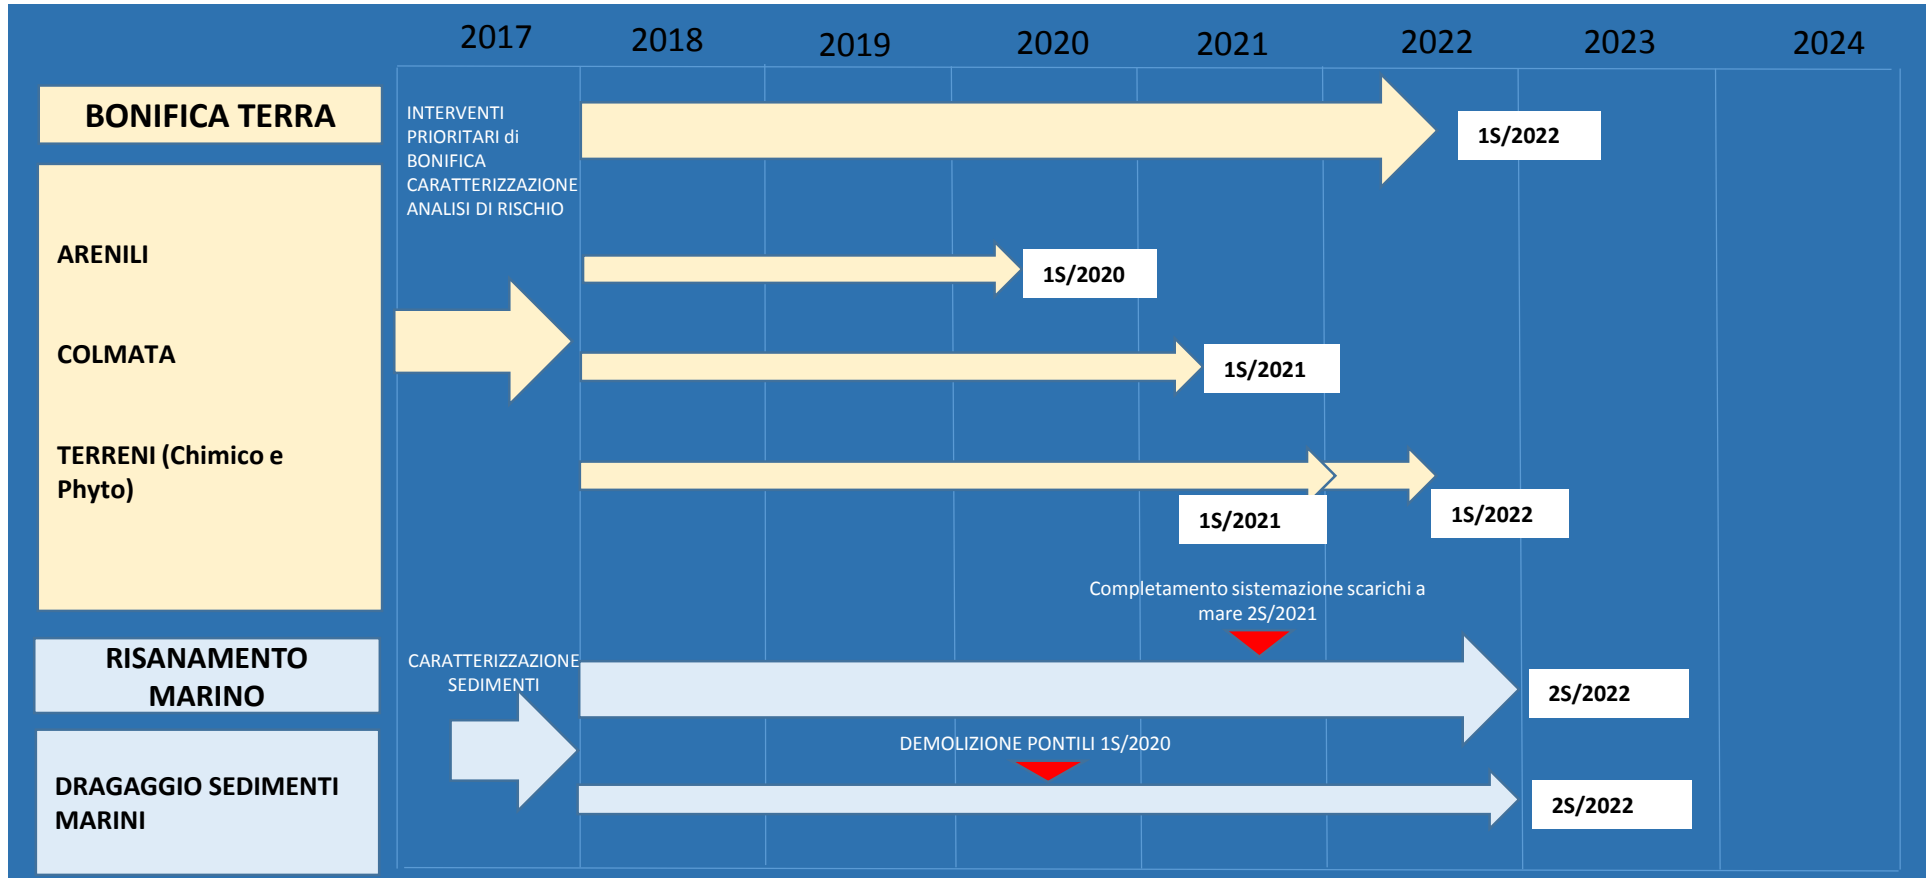 2017 2018 2019 2020 2021 2022 2023 2024
BONIFICA TERRA
INTERVENTI
PRIORITARI di
BONIFICA
CARATTERIZZAZIONE
ANALISI DI RISCHIO
1S/2022
ARENILI
1S/2020
COLMATA
1S/2021
TERRENI (Chimico e
Phyto)
1S/2021
1S/2022
Completamento sistemazione scarichi a
mare 2S/2021
RISANAMENTO
MARINO
CARATTERIZZAZIONE
SEDIMENTI
2S/2022
DEMOLIZIONE PONTILI 1S/2020
DRAGAGGIO SEDIMENTI
MARINI
2S/2022